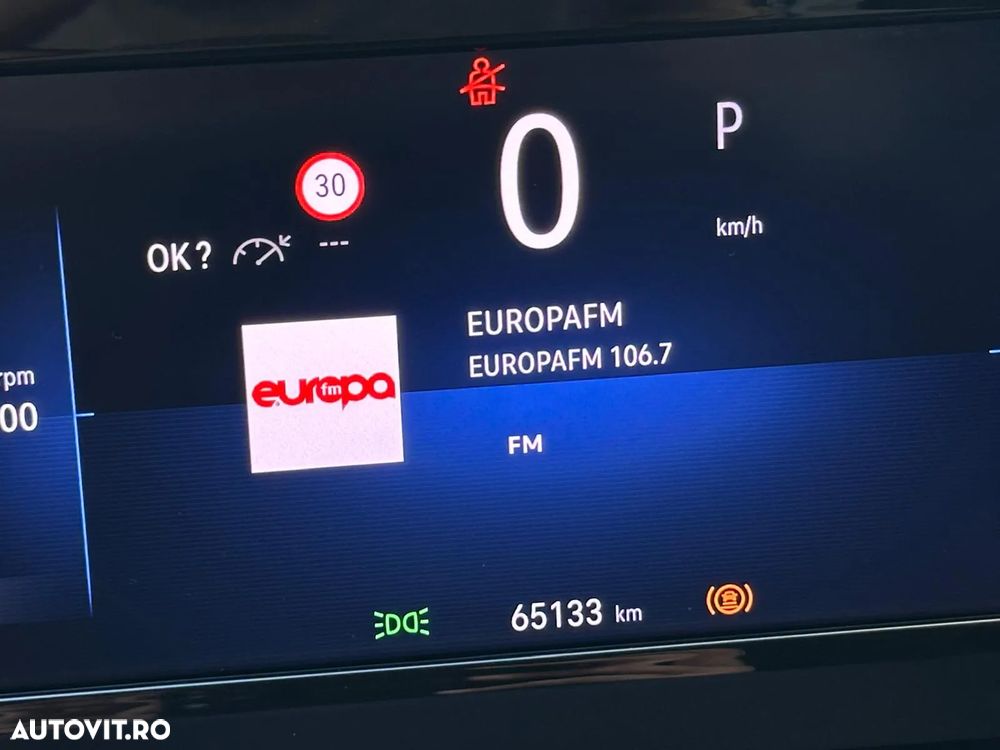 0
P
30
km/h
OK?
---
EUROPAFM
EUROPAFM 106.7
rpm
00
europa
fm
FM
65133 km
AUTOVIT.RO